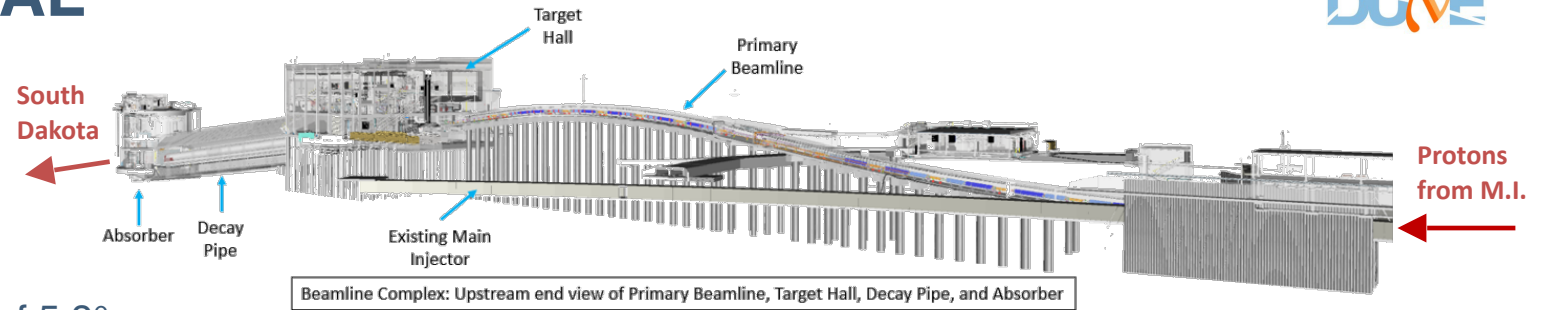 DUNE
Target
Hall
Primary
Beamline
South
Dakota
Protons
from M.I.
Absorber
Decay
Pipe
Existing Main
Injector
Beamline Complex: Upstream end view of Primary Beamline, Target Hall, Decay Pipe, and Absorber